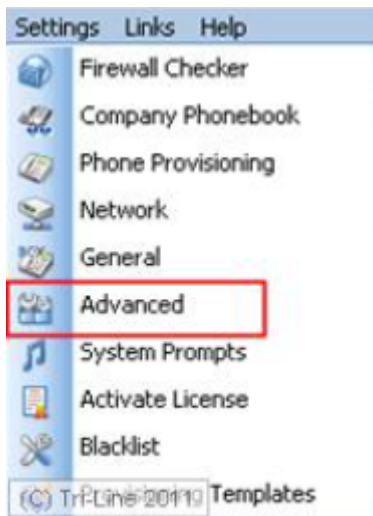 Settings Links Help
Firewall Checker
Company Phonebook
Phone Provisioning
Network
General
Advanced
System Prompts
Activate License
Blacklist
Provisioning Templates
(C) Tri-Line 2011